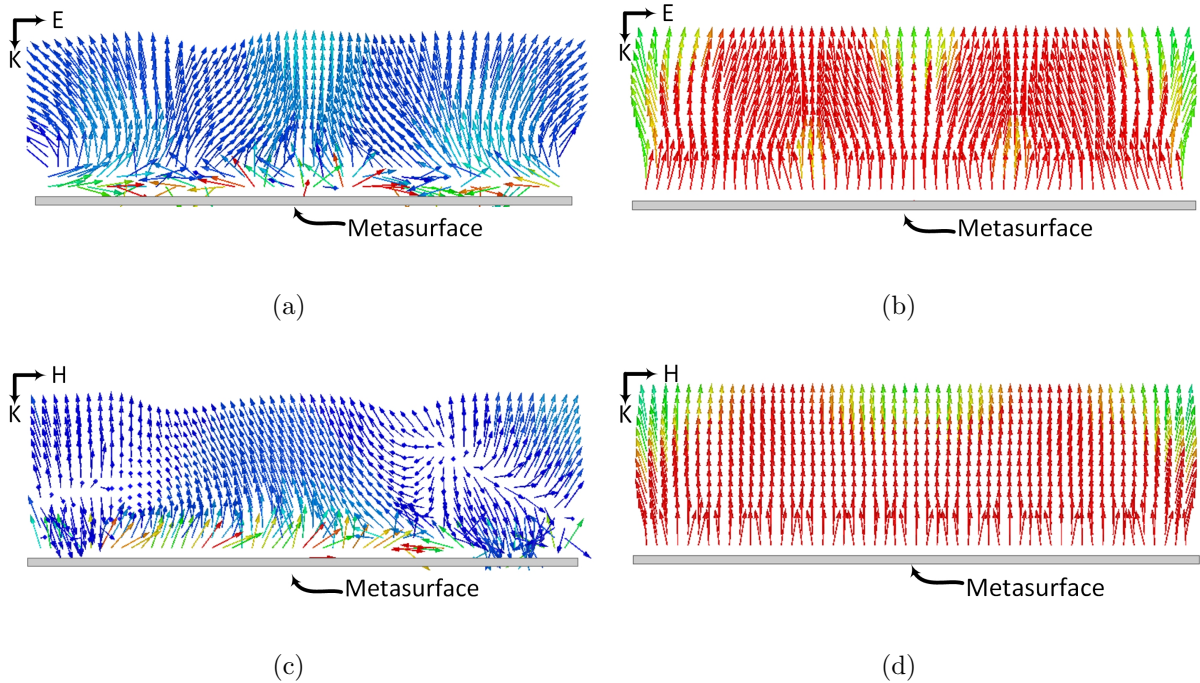 E
K
Metasurface
(a)
E
K
Metasurface
(b)
H
K
Metasurface
(c)
H
K
Metasurface
(d)